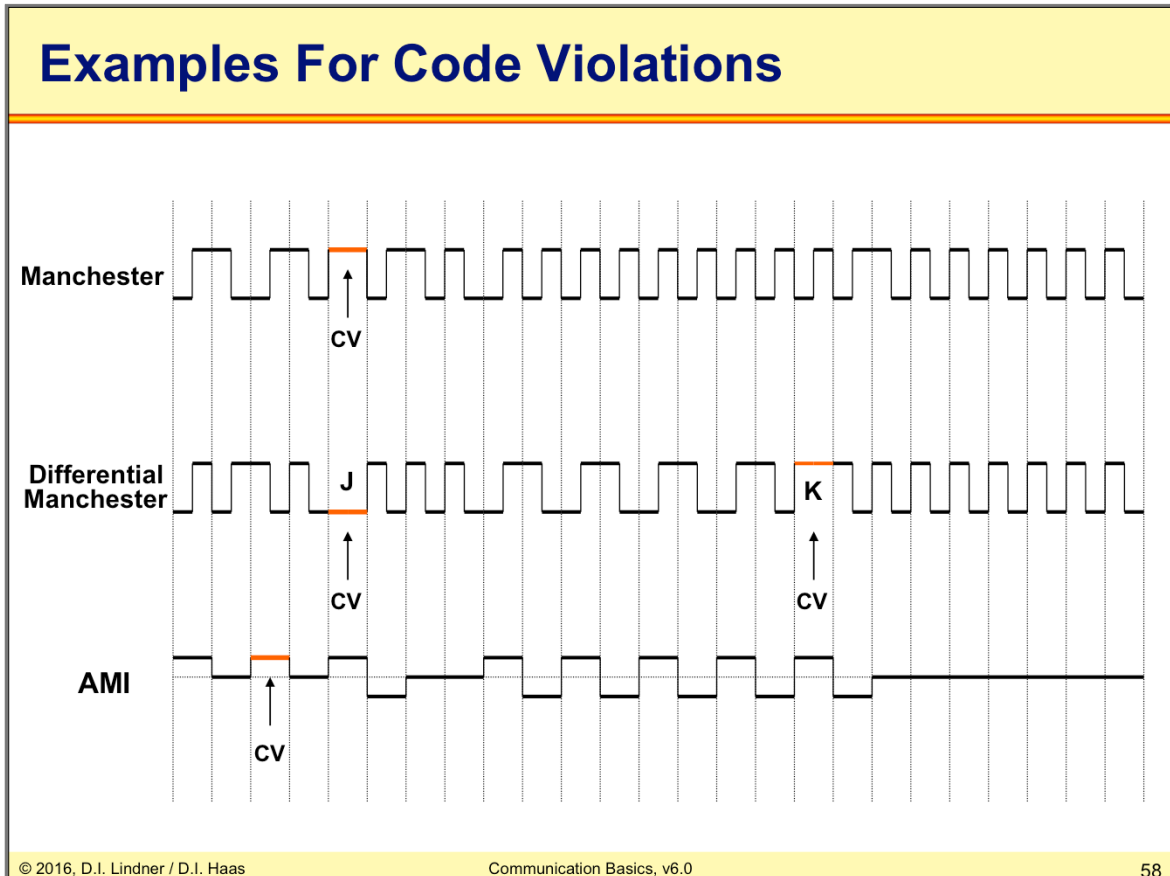 Examples For Code Violations
Manchester
CV
Differential
Manchester
J
K
CV
CV
AMI
CV
© 2016, D.I. Lindner / D.I. Haas
Communication Basics, v6.0
58